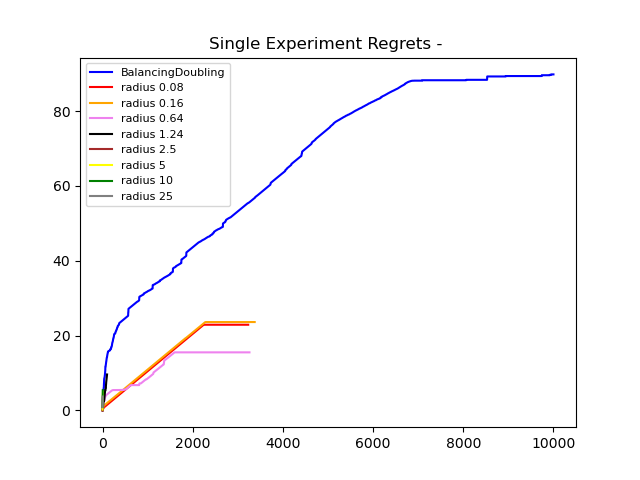 Single Experiment Regrets -
BalancingDoubling
radius 0.08
radius 0.16
radius 0.64
radius 1.24
radius 2.5
radius 5
radius 10
radius 25
80
60
40
20
0
0 2000 4000 6000 8000 10000